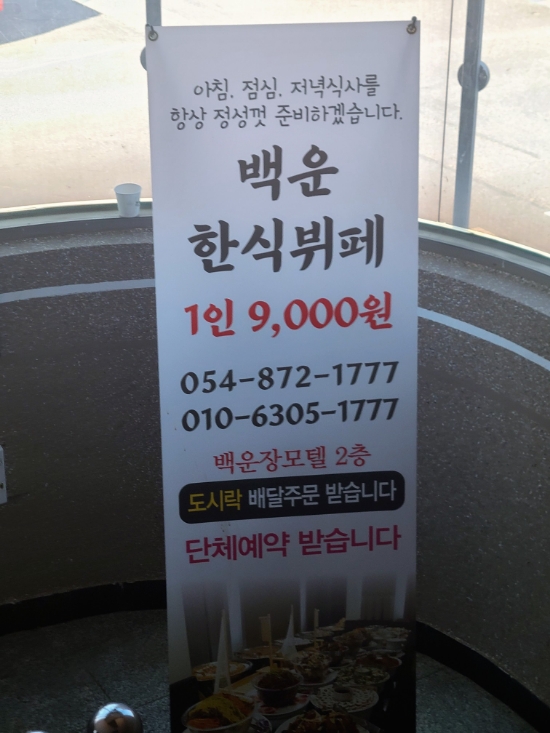 아침, 점심, 저녁식사를
항상 정성껏 준비하겠습니다.
백운
한식뷔페
1인 9,000원
054-872-1777
010-6305-1777
백운장모텔 2층
도시락 배달주문 받습니다
단체예약 받습니다